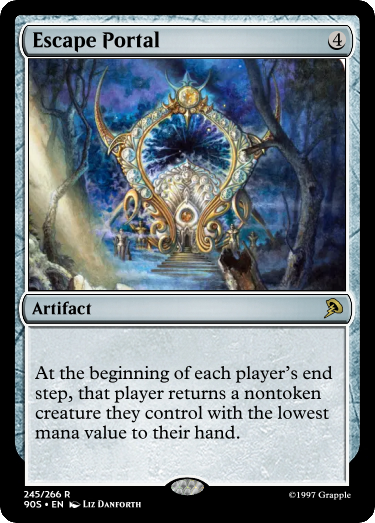 Escape Portal 4
Artifact
At the beginning of each player's end
step, that player returns a nontoken
creature they control with the lowest
mana value to their hand.
245/266 R
90S • EN Liz Danforth
©1997 Grapple